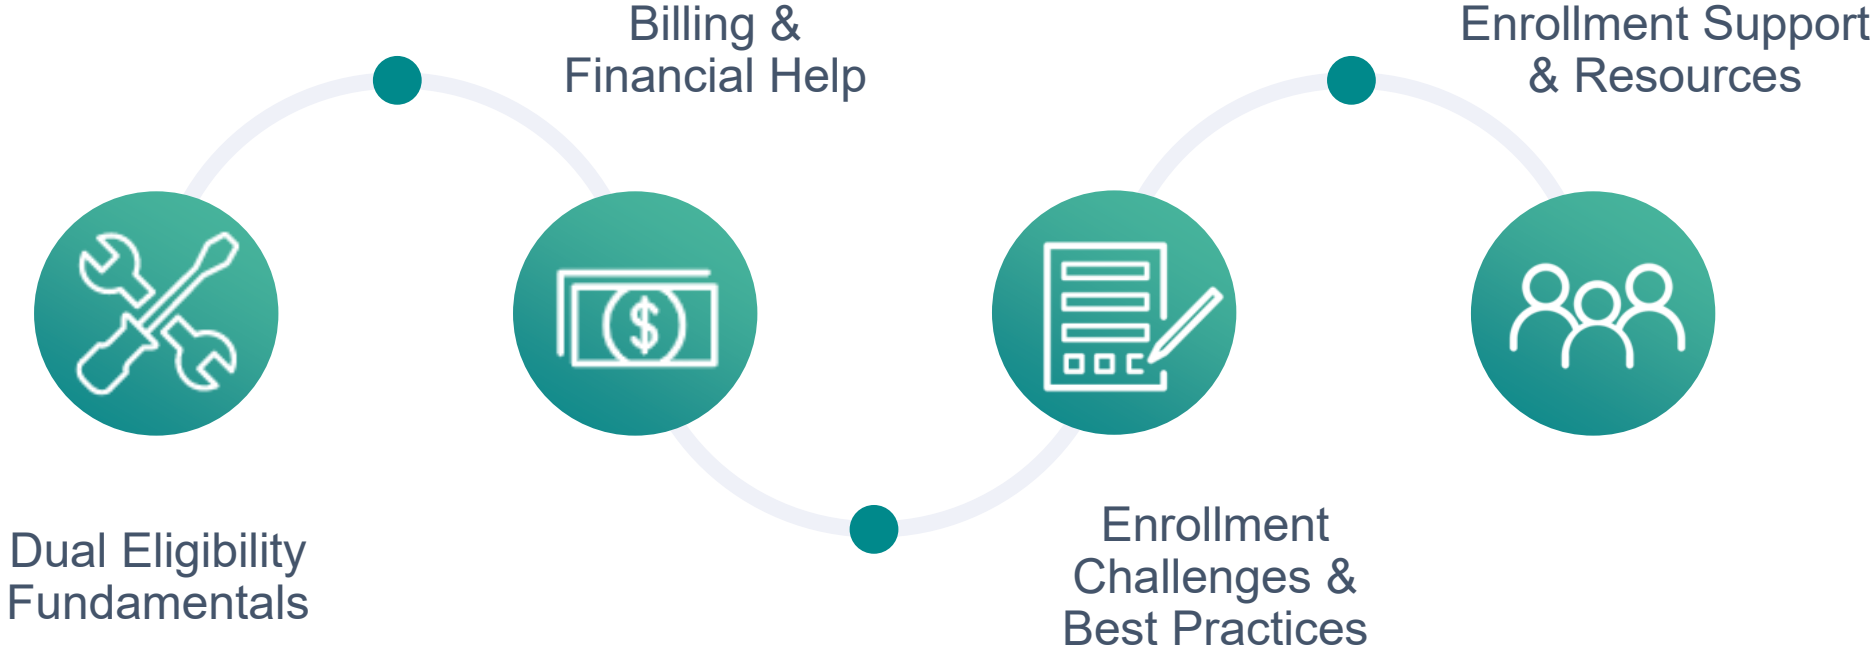 Dual Eligibility
Fundamentals
Billing &
Financial Help
Enrollment
Challenges &
Best Practices
Enrollment Support
& Resources